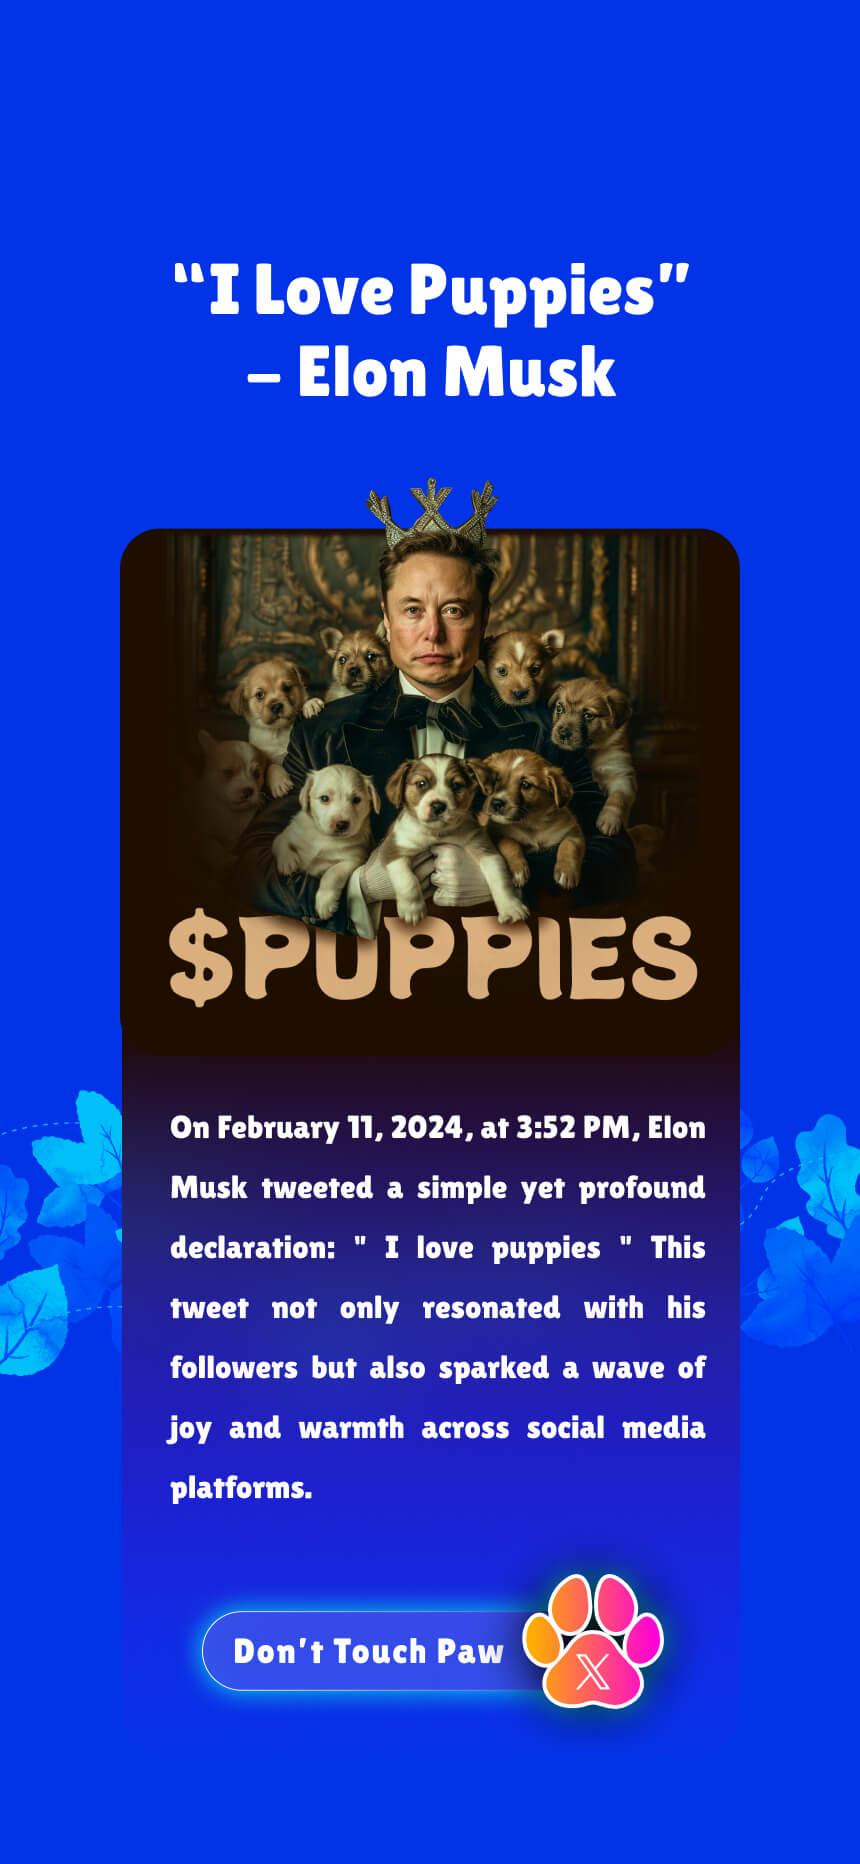 “I Love Puppies”
– Elon Musk
$PUPPIES
On February 11, 2024, at 3:52 PM, Elon
Musk tweeted a simple yet profound
declaration: " I love puppies " This
tweet not only resonated with his
followers but also sparked a wave of
joy and warmth across social media
platforms.
Don’t Touch Paw
X